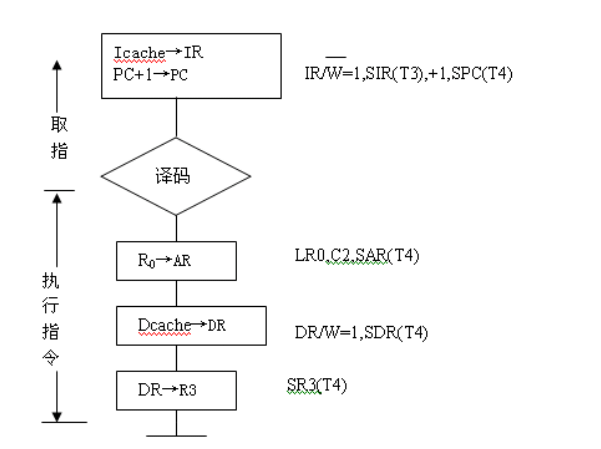 Icache→IR
PC+1→PC
IR/W̅=1,SIR(T3),+1,SPC(T4)
取指
译码
执行指令
R₀→AR
LR0,C2,SAR(T4)
Dcache→DR
DR/W=1,SDR(T4)
DR→R3
SR3(T4)